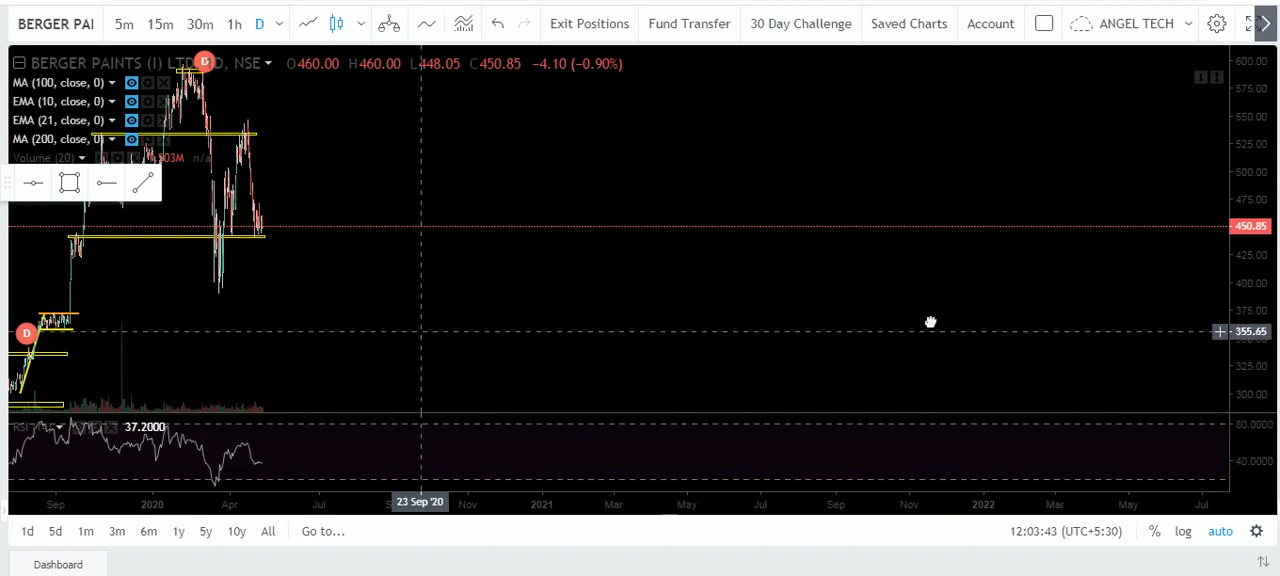 BERGER PAI 5m 15m 30m 1h D Exit Positions Fund Transfer 30 Day Challenge Saved Charts Account ANGEL TECH
BERGER PAINTS (I) LTD, D, NSE O460.00 H460.00 L448.05 C450.85 −4.10 (−0.90%)
MA (100, close, 0)
EMA (10, close, 0)
EMA (21, close, 0)
MA (200, close, 0)
Volume (20) n/a
D
D
600.00
575.00
550.00
525.00
500.00
475.00
450.85
425.00
400.00
375.00
355.65
325.00
300.00
RSI 37.2000
60.0000
40.0000
Sep 2020 Apr Jul 23 Sep '20 Nov 2021 Mar May Jul Sep Nov 2022 Mar May Jul
1d 5d 1m 3m 6m 1y 5y 10y All Go to... 12:03:43 (UTC+5:30) % log auto
Dashboard